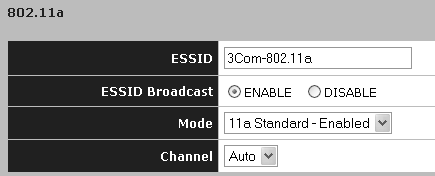 802.11a
ESSID 3Com-802.11a
ESSID Broadcast ENABLE DISABLE
Mode 11a Standard - Enabled
Channel Auto